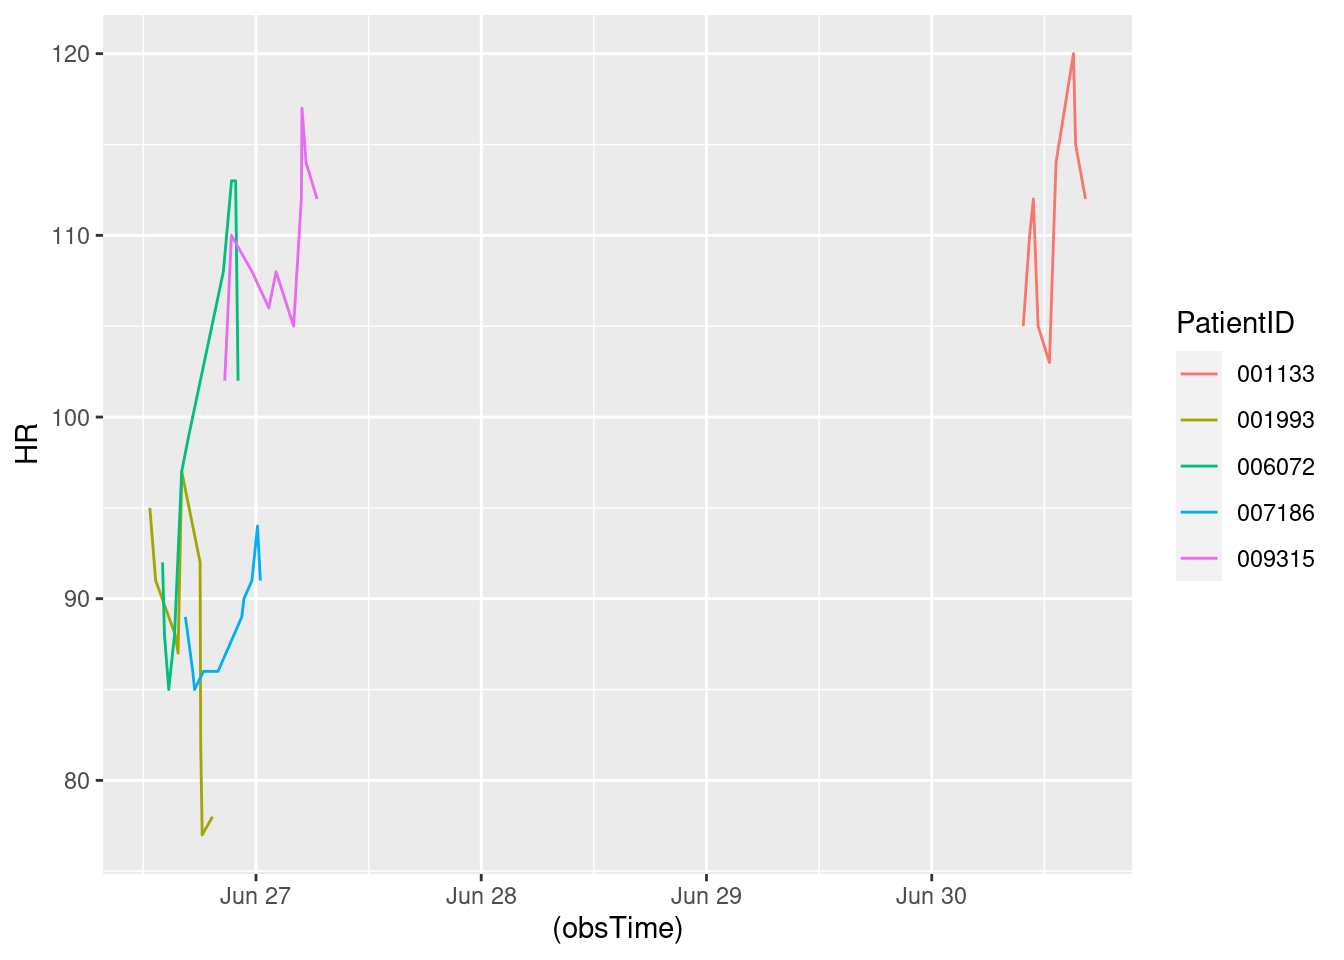 120
110
100
90
80
HR
Jun 27
Jun 28
Jun 29
Jun 30
(obsTime)
PatientID
001133
001993
006072
007186
009315